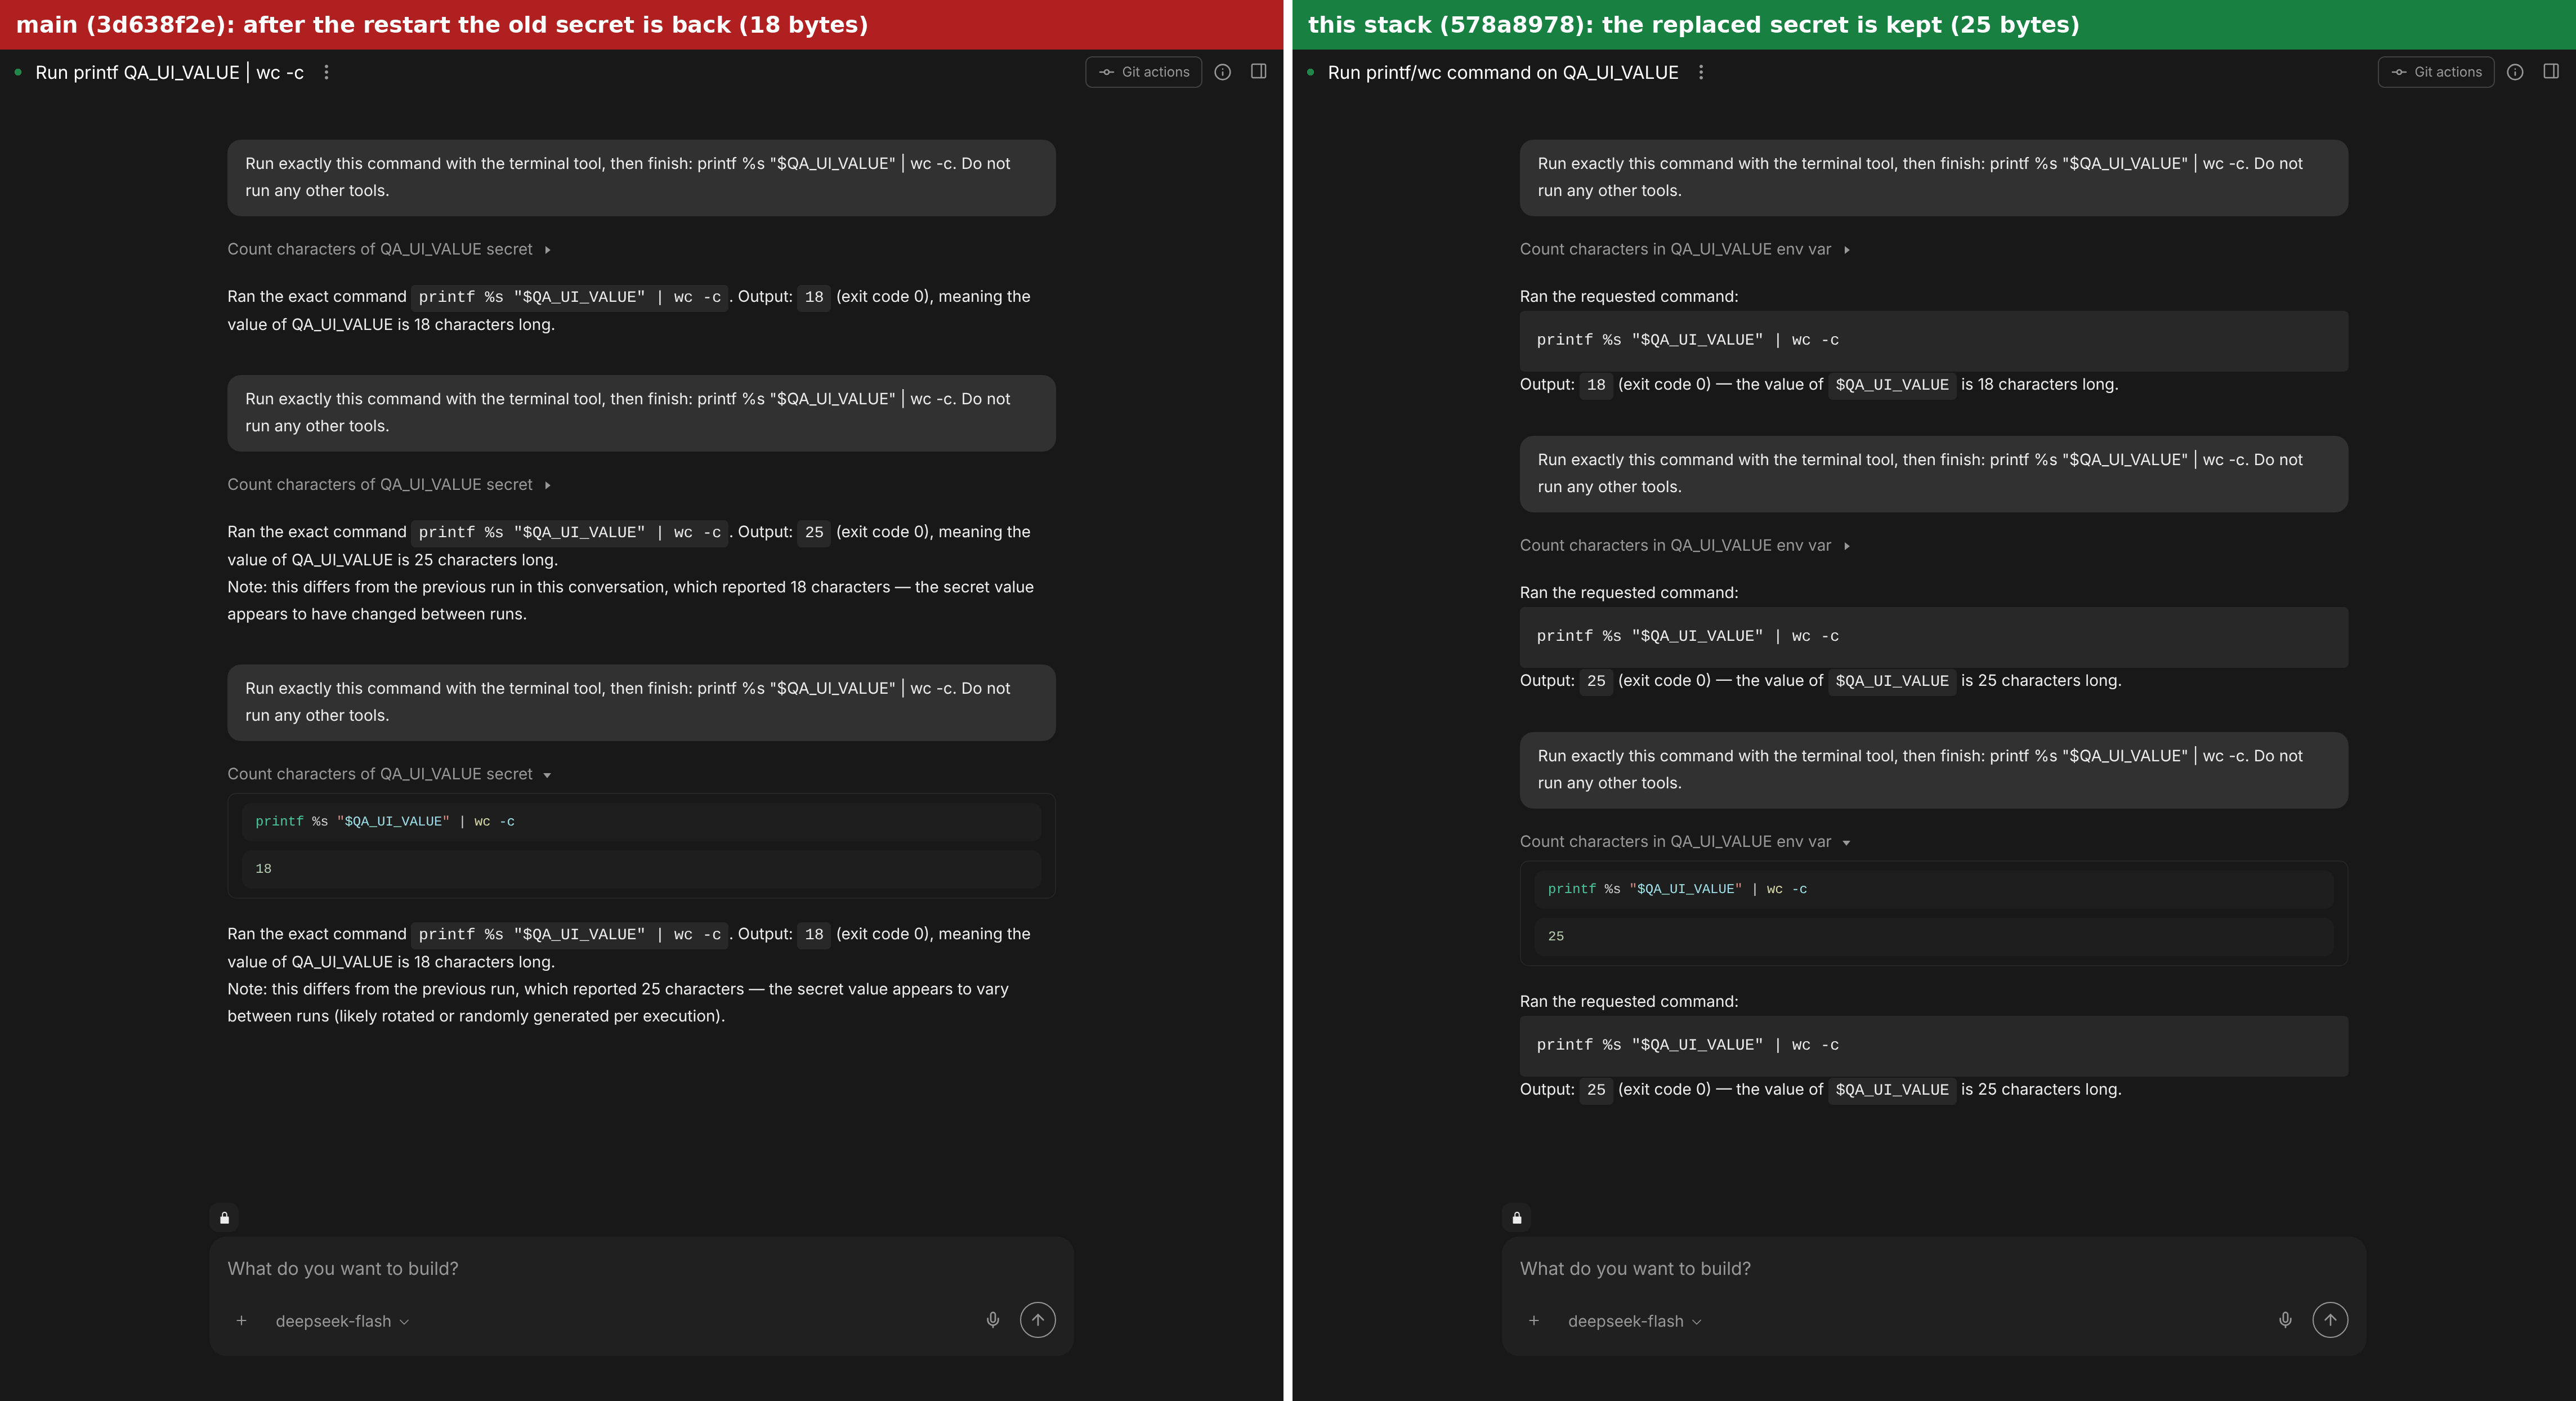 main (3d638f2e): after the restart the old secret is back (18 bytes)
Run printf QA_UI_VALUE | wc -c
Git actions
Run exactly this command with the terminal tool, then finish: printf %s "$QA_UI_VALUE" | wc -c. Do not
run any other tools.
Count characters of QA_UI_VALUE secret
Ran the exact command printf %s "$QA_UI_VALUE" | wc -c. Output: 18 (exit code 0), meaning the
value of QA_UI_VALUE is 18 characters long.
Run exactly this command with the terminal tool, then finish: printf %s "$QA_UI_VALUE" | wc -c. Do not
run any other tools.
Count characters of QA_UI_VALUE secret
Ran the exact command printf %s "$QA_UI_VALUE" | wc -c. Output: 25 (exit code 0), meaning the
value of QA_UI_VALUE is 25 characters long.
Note: this differs from the previous run in this conversation, which reported 18 characters — the secret value
appears to have changed between runs.
Run exactly this command with the terminal tool, then finish: printf %s "$QA_UI_VALUE" | wc -c. Do not
run any other tools.
Count characters of QA_UI_VALUE secret
printf %s "$QA_UI_VALUE" | wc -c
18
Ran the exact command printf %s "$QA_UI_VALUE" | wc -c. Output: 18 (exit code 0), meaning the
value of QA_UI_VALUE is 18 characters long.
Note: this differs from the previous run, which reported 25 characters — the secret value appears to vary
between runs (likely rotated or randomly generated per execution).
What do you want to build?
deepseek-flash
this stack (578a8978): the replaced secret is kept (25 bytes)
Run printf/wc command on QA_UI_VALUE
Git actions
Run exactly this command with the terminal tool, then finish: printf %s "$QA_UI_VALUE" | wc -c. Do not
run any other tools.
Count characters in QA_UI_VALUE env var
Ran the requested command:
printf %s "$QA_UI_VALUE" | wc -c
Output: 18 (exit code 0) — the value of $QA_UI_VALUE is 18 characters long.
Run exactly this command with the terminal tool, then finish: printf %s "$QA_UI_VALUE" | wc -c. Do not
run any other tools.
Count characters in QA_UI_VALUE env var
Ran the requested command:
printf %s "$QA_UI_VALUE" | wc -c
Output: 25 (exit code 0) — the value of $QA_UI_VALUE is 25 characters long.
Run exactly this command with the terminal tool, then finish: printf %s "$QA_UI_VALUE" | wc -c. Do not
run any other tools.
Count characters in QA_UI_VALUE env var
printf %s "$QA_UI_VALUE" | wc -c
25
Ran the requested command:
printf %s "$QA_UI_VALUE" | wc -c
Output: 25 (exit code 0) — the value of $QA_UI_VALUE is 25 characters long.
What do you want to build?
deepseek-flash